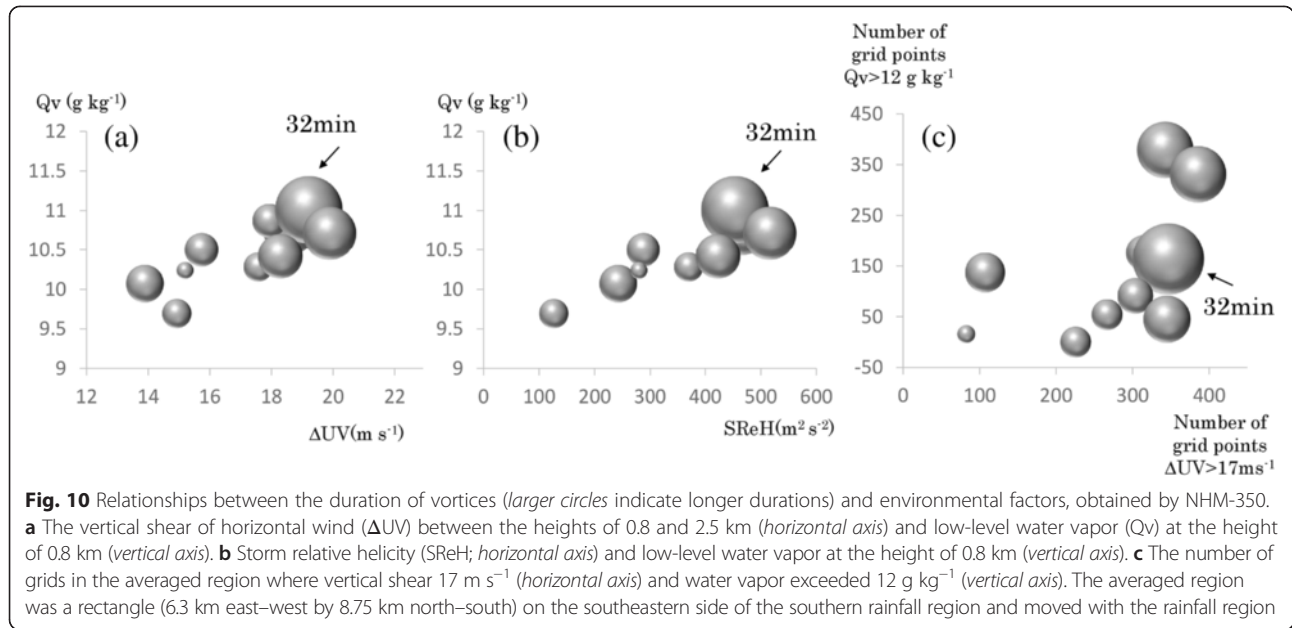 Qv (g kg⁻¹)
(a)
32min
12
11.5
11
10.5
10
9.5
9
12 14 16 18 20 22
ΔUV(m s⁻¹)
Qv (g kg⁻¹)
(b)
32min
12
11.5
11
10.5
10
9.5
9
0 100 200 300 400 500 600
SReH(m² s⁻²)
Number of
grid points
Qv>12 g kg⁻¹
(c)
450
350
250
150
50
-50
32min
0 100 200 300 400
Number of
grid points
ΔUV>17ms⁻¹
Fig. 10 Relationships between the duration of vortices (larger circles indicate longer durations) and environmental factors, obtained by NHM-350.
a The vertical shear of horizontal wind (ΔUV) between the heights of 0.8 and 2.5 km (horizontal axis) and low-level water vapor (Qv) at the height
of 0.8 km (vertical axis). b Storm relative helicity (SReH; horizontal axis) and low-level water vapor at the height of 0.8 km (vertical axis). c The number of
grids in the averaged region where vertical shear 17 m s⁻¹ (horizontal axis) and water vapor exceeded 12 g kg⁻¹ (vertical axis). The averaged region
was a rectangle (6.3 km east–west by 8.75 km north–south) on the southeastern side of the southern rainfall region and moved with the rainfall region